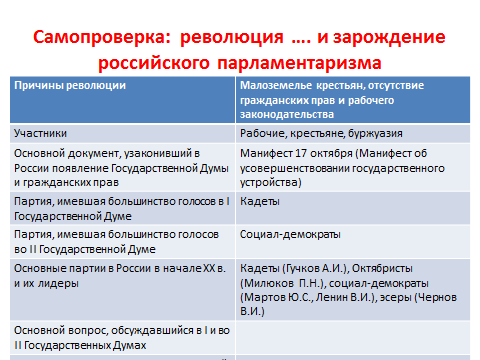 Самопроверка: революция .... и зарождение
российского парламентаризма
Причины революции
Малоземелье крестьян, отсутствие
гражданских прав и рабочего
законодательства
Участники
Рабочие, крестьяне, буржуазия
Основной документ, узаконивший в
России появление Государственной Думы
и гражданских прав
Манифест 17 октября (Манифест об
усовершенствовании государственного
устройства)
Партия, имевшая большинство голосов в I
Государственной Думе
Кадеты
Партия, имевшая большинство голосов
во II Государственной Думе
Социал-демократы
Основные партии в России в начале XX в.
и их лидеры
Кадеты (Гучков А.И.), Октябристы
(Милюков П.Н.), социал-демократы
(Мартов Ю.С., Ленин В.И.), эсеры (Чернов
В.И.)
Основной вопрос, обсуждавшийся в I и во
II Государственных Думах